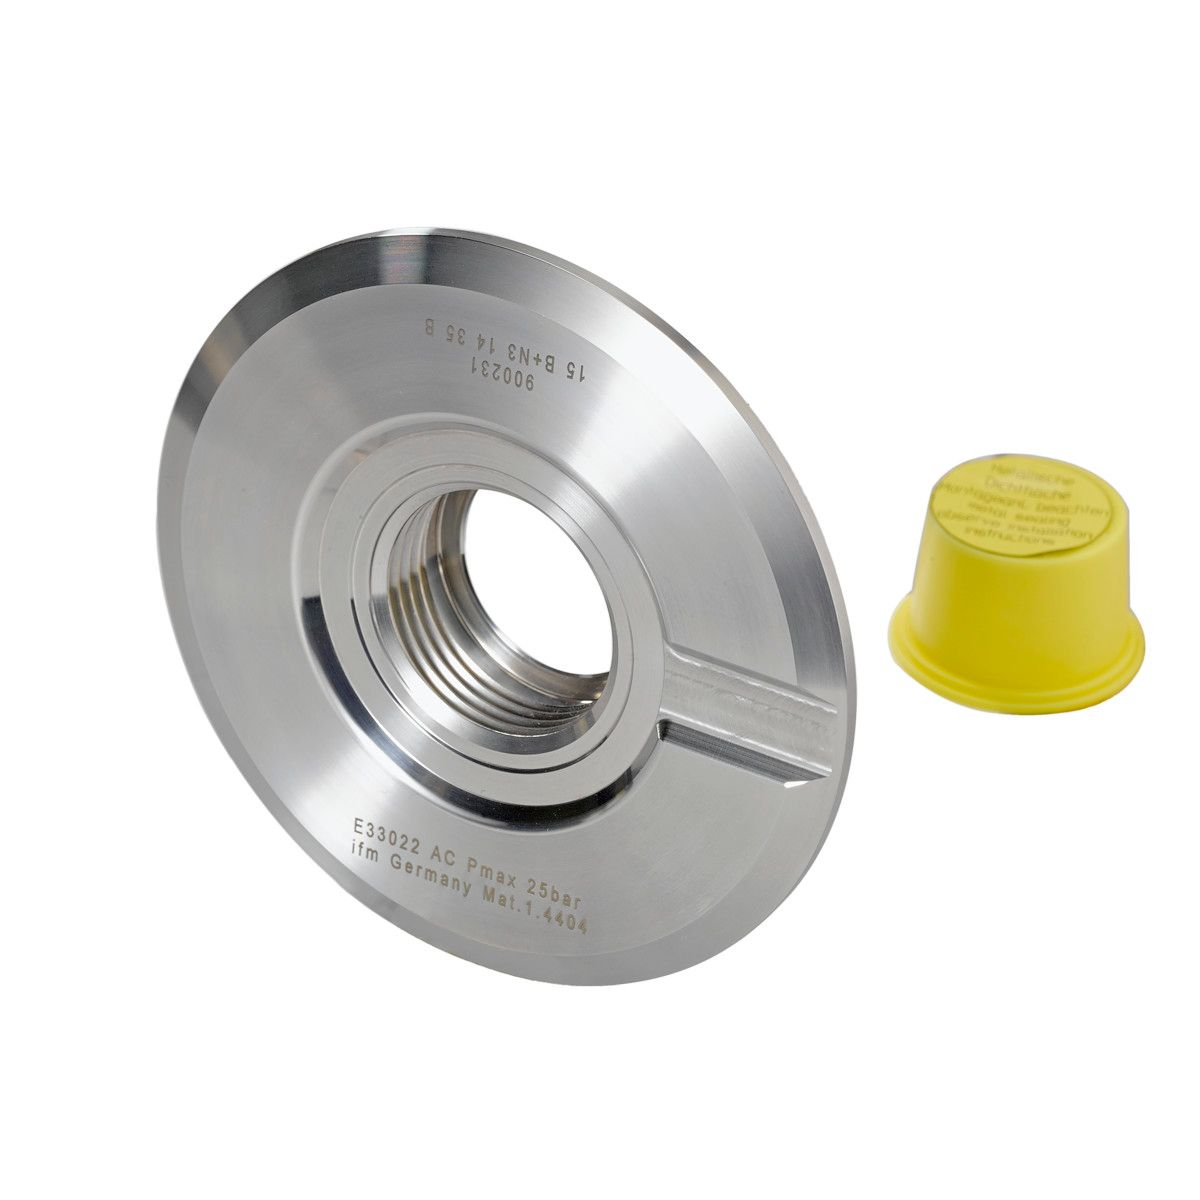 15 B+N3 14 35 B
900231
E33022 AC Pmax 25bar
ifm Germany Mat.1.4404
Metallische
Dichtfläche
Montageanl. beachten
metal sealing
observe installation
instructions